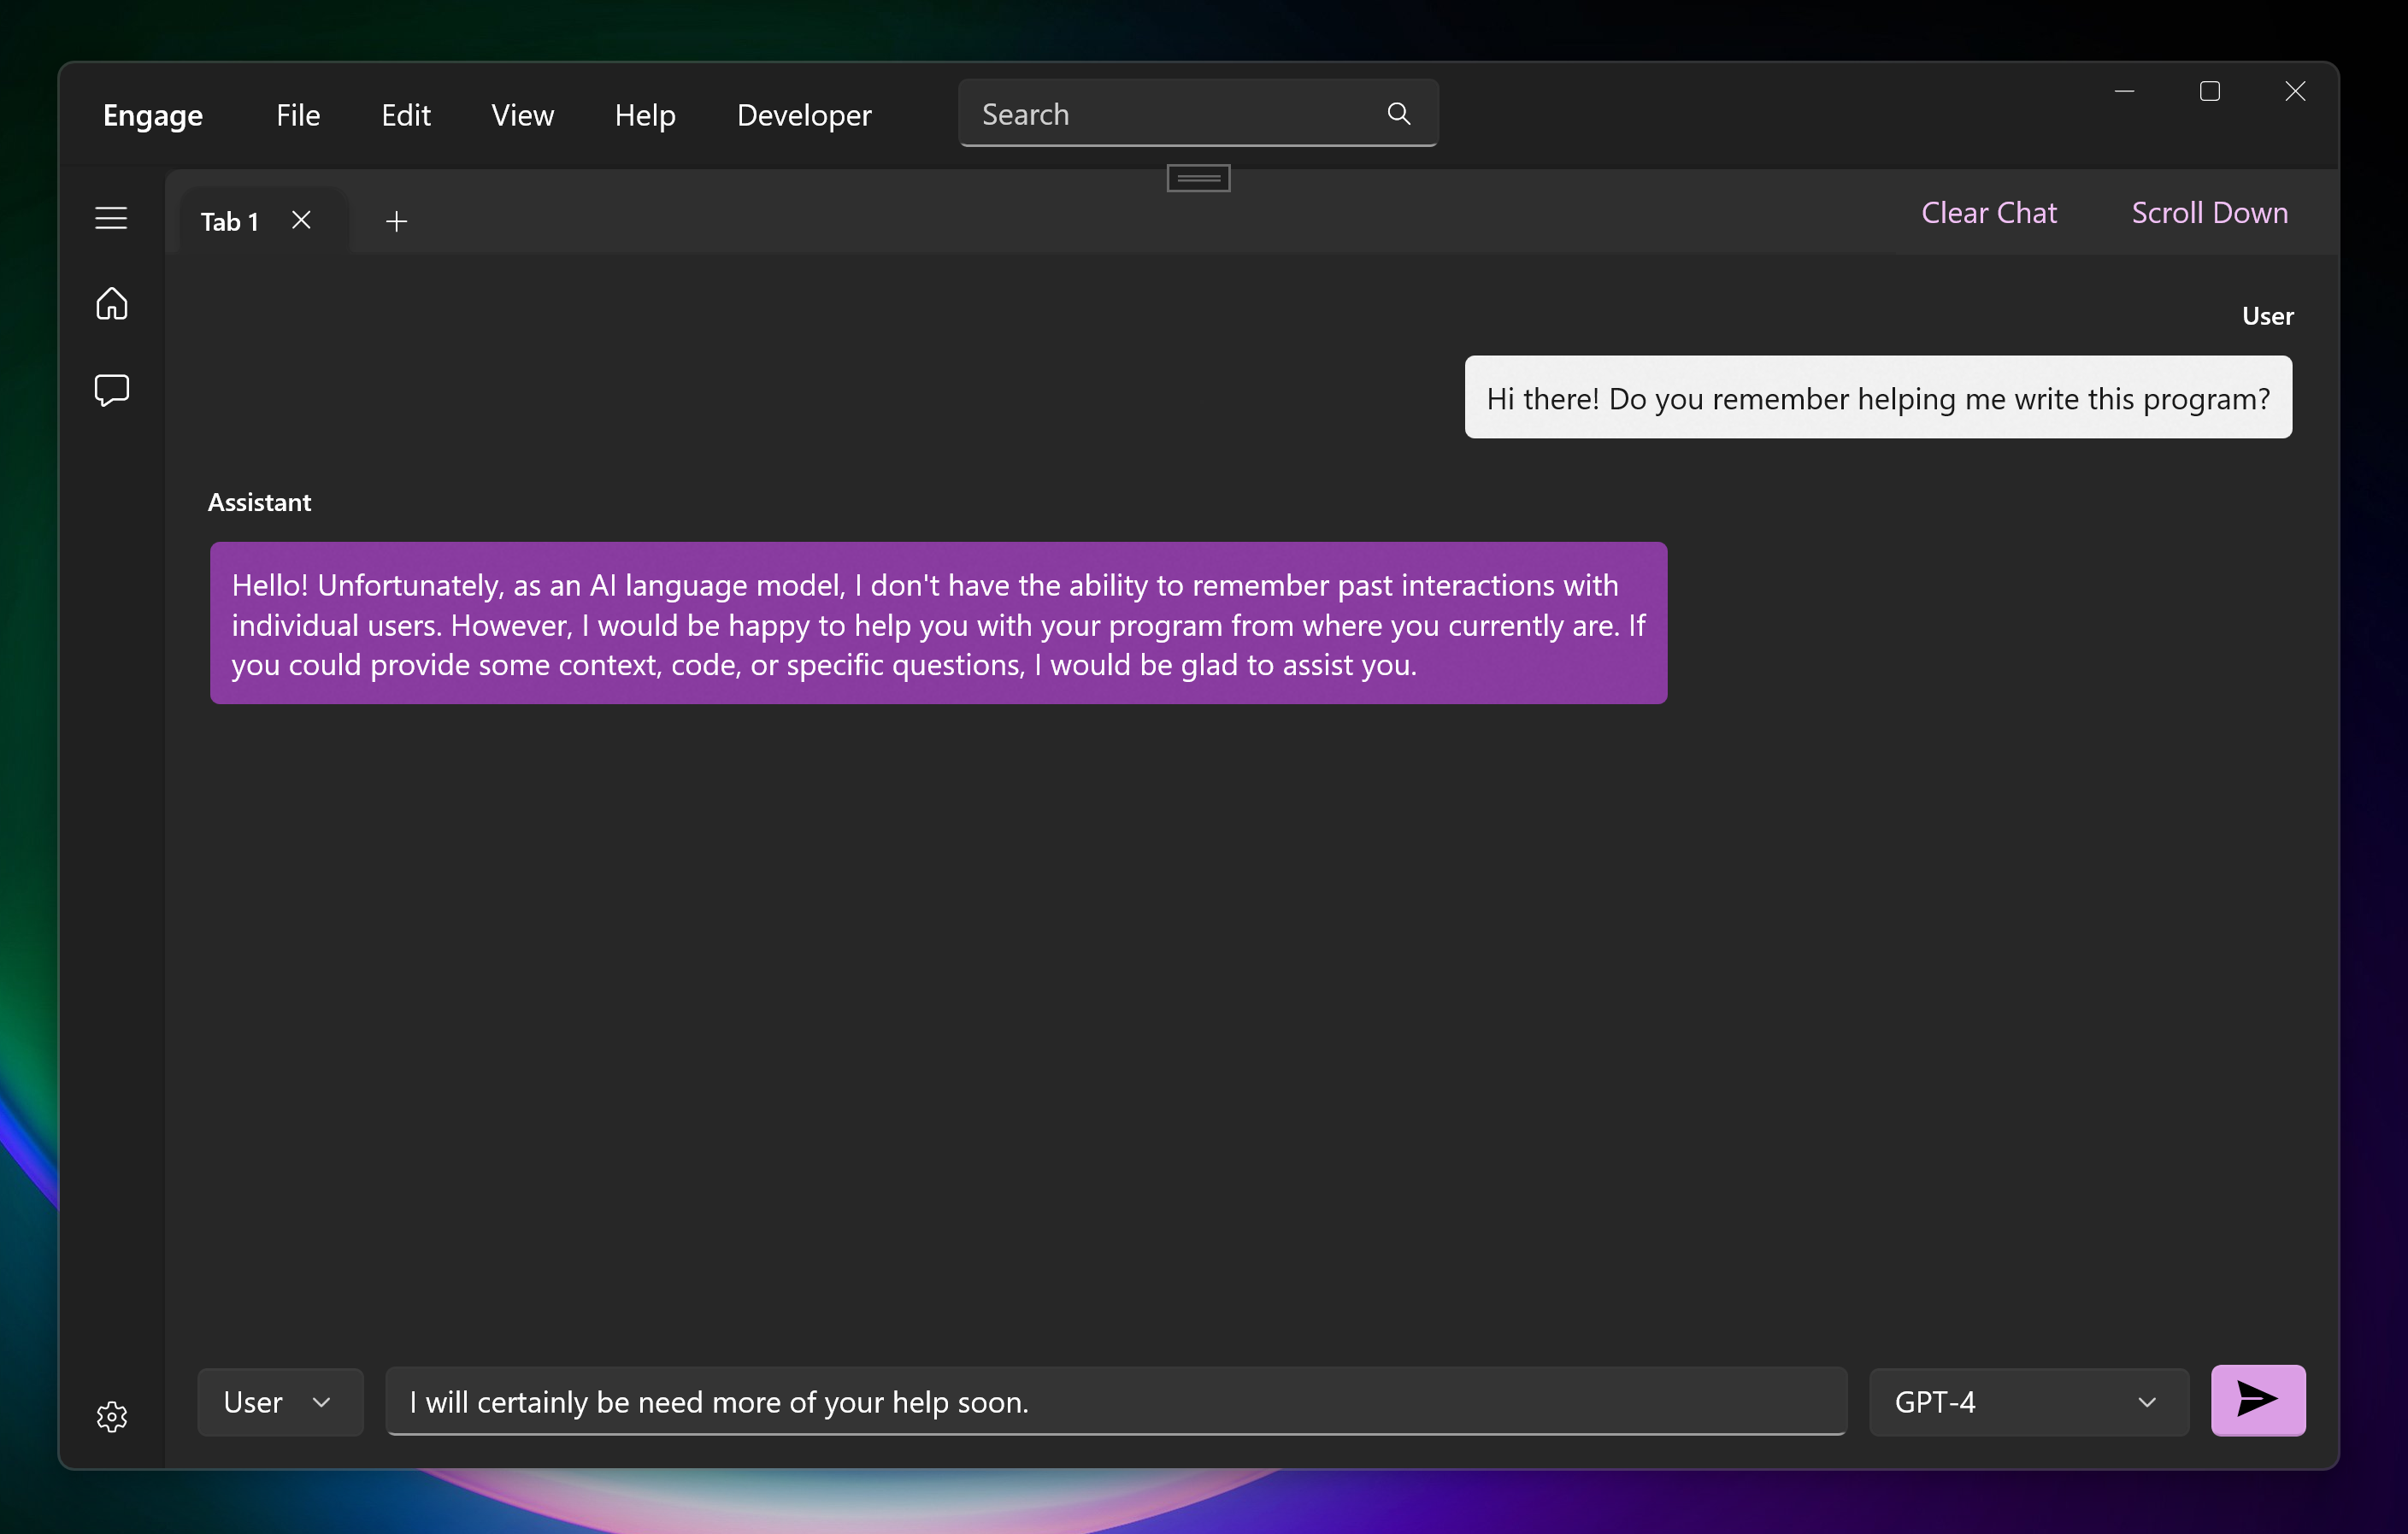 Engage File Edit View Help Developer Search
Tab 1 Clear Chat Scroll Down
User
Hi there! Do you remember helping me write this program?
Assistant
Hello! Unfortunately, as an AI language model, I don't have the ability to remember past interactions with
individual users. However, I would be happy to help you with your program from where you currently are. If
you could provide some context, code, or specific questions, I would be glad to assist you.
User I will certainly be need more of your help soon. GPT-4